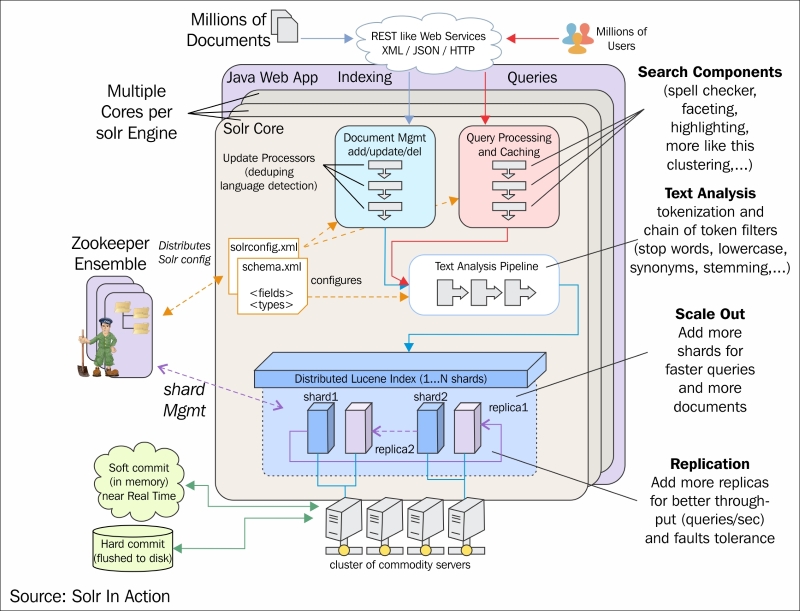 Millions of
Documents
REST like Web Services
XML / JSON / HTTP
Millions of
Users
Java Web App
Indexing
Queries
Multiple
Cores per
solr Engine
Solr Core
Document Mgmt
add/update/del
Query Processing
and Caching
Update Processors
(deduping
language detection)
Search Components
(spell checker,
faceting,
highlighting,
more like this
clustering,...)
Text Analysis
tokenization and
chain of token filters
(stop words, lowercase,
synonyms, stemming,...)
Zookeeper
Ensemble
Distributes
Solr config
solrconfig.xml
schema.xml
<fields>
<types>
configures
Text Analysis Pipeline
Scale Out
Add more
shards for
faster queries
and more
documents
Distributed Lucene Index (1...N shards)
shard
Mgmt
shard1
shard2
replica1
replica2
Replication
Add more replicas
for better through-
put (queries/sec)
and faults tolerance
Soft commit
(in memory)
near Real Time
Hard commit
(flushed to disk)
cluster of commodity servers
Source: Solr In Action